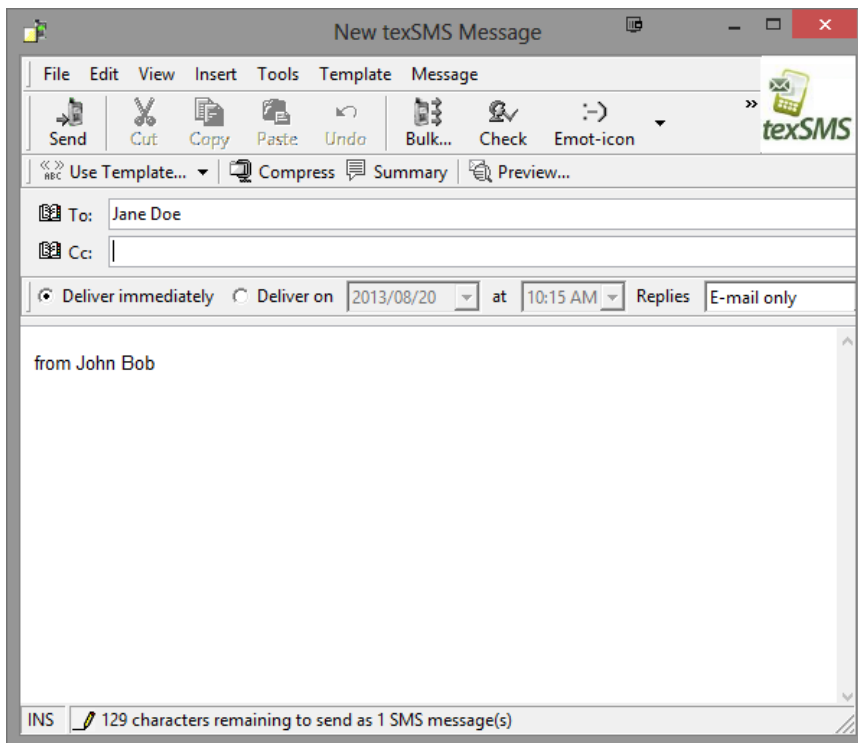 New texSMS Message
File Edit View Insert Tools Template Message
Send Cut Copy Paste Undo Bulk... Check Emot-icon :-) » texSMS
« » ABC Use Template... Compress Summary Preview...
To: Jane Doe
Cc:
Deliver immediately Deliver on 2013/08/20 at 10:15 AM Replies E-mail only
from John Bob
INS 129 characters remaining to send as 1 SMS message(s)